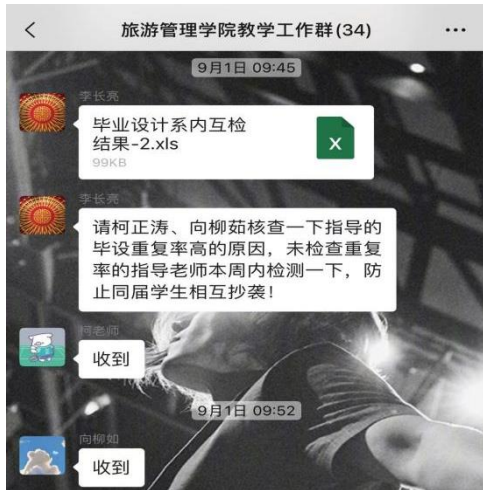 旅游管理学院教学工作群(34)
9月1日 09:45
李长亮
毕业设计系内互检
结果-2.xls
X
99KB
李长亮
请柯正涛、向柳茹核查一下指导的
毕设重复率高的原因，未检查重复
率的指导老师本周内检测一下，防
止同届学生相互抄袭！
柯老师
收到
9月1日 09:52
向柳如
收到